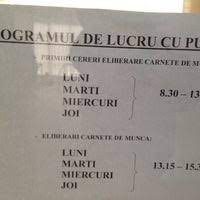 OGRAMUL DE LUCRU CU PU
PRIMIRI CERERI ELIBERARE CARNETE DE M
LUNI
MARTI 8.30 – 13
MIERCURI
JOI
ELIBERARI CARNETE DE MUNCA:
LUNI
MARTI 13.15 – 15.3
MIERCURI
JOI